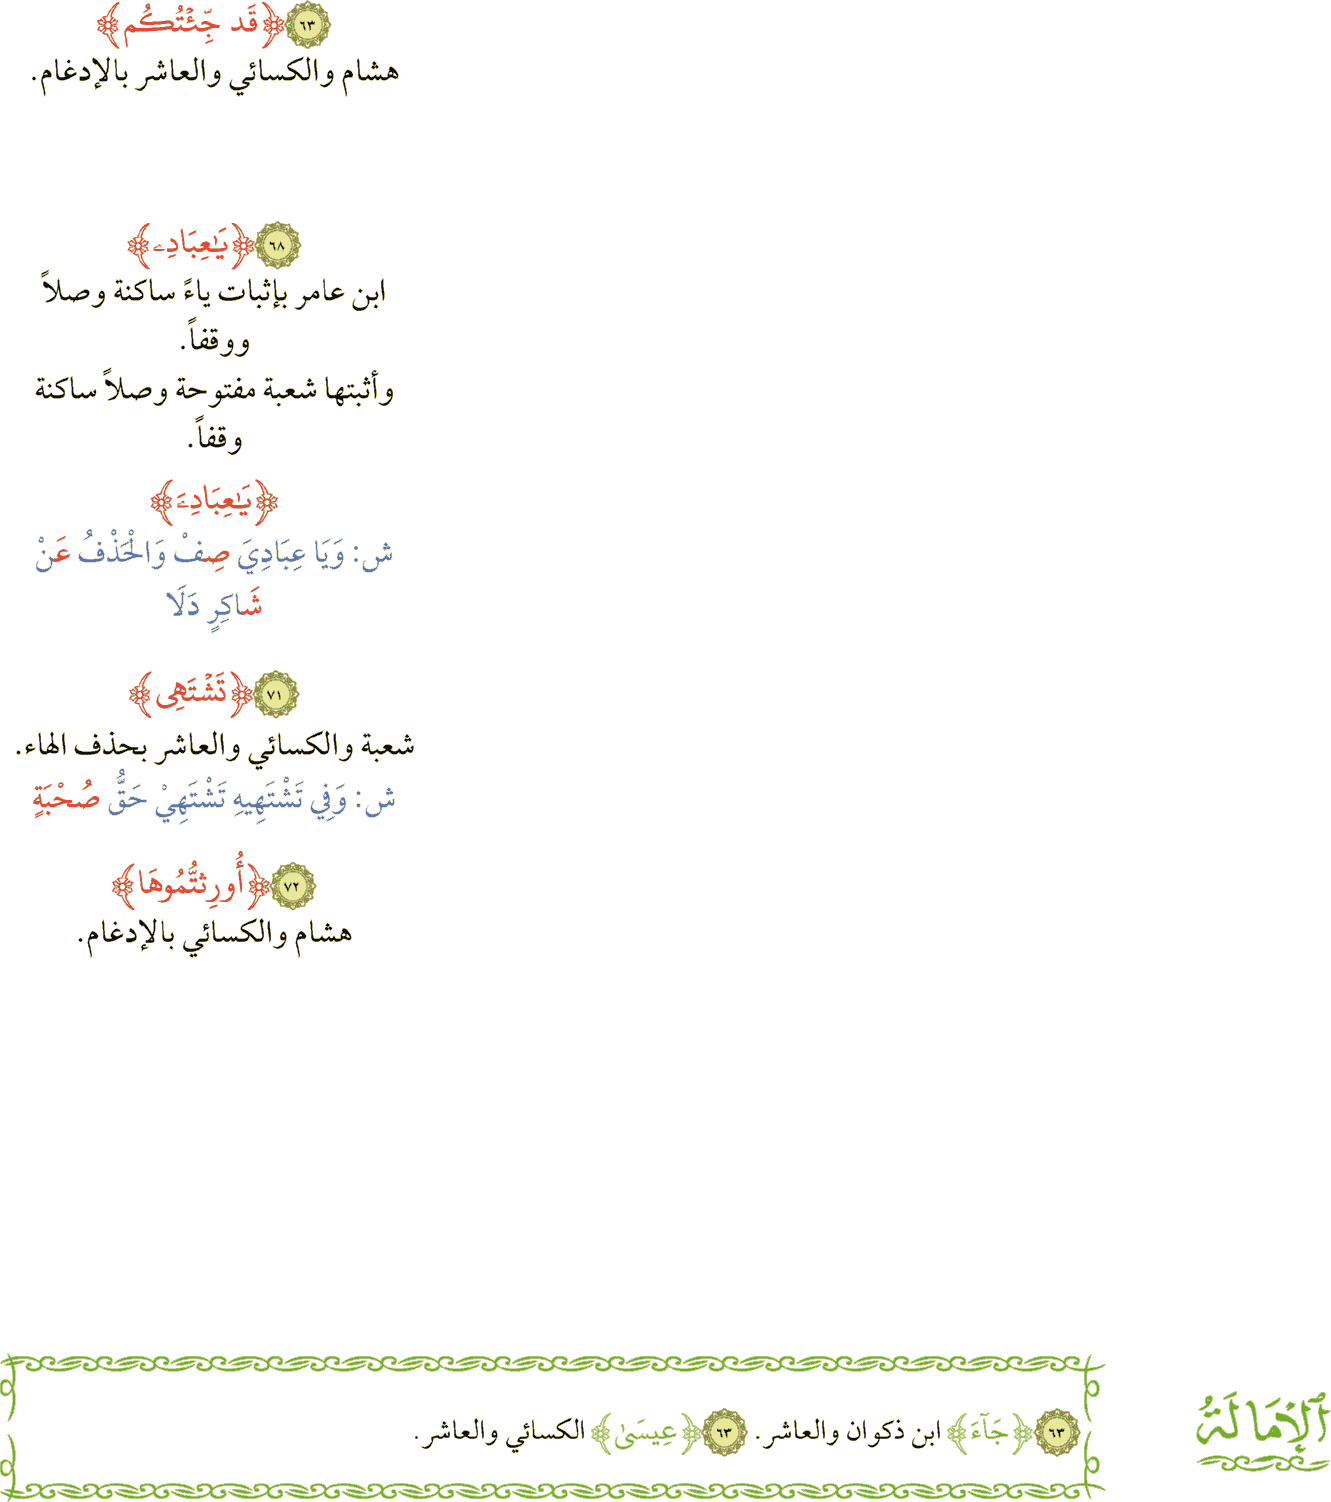 ٦٣ ﴿قَد جِّئۡتُكُم﴾
هشام والكسائي والعاشر بالإدغام.
٦٨ ﴿يَٰعِبَادِے﴾
ابن عامر بإثبات ياءً ساكنة وصلاً
ووقفاً.
وأثبتها شعبة مفتوحة وصلاً ساكنة
وقفاً.
﴿يَٰعِبَادِےَ﴾
ش: وَيَا عِبَادِيَ صِفْ وَالْحَذْفُ عَنْ
شَاكِرٍ دَلَا
٧١ ﴿تَشۡتَهِى﴾
شعبة والكسائي والعاشر بحذف الهاء.
ش: وَفِي تَشْتَهِيهِ تَشْتَهِيْ حَقُّ صُحْبَةٍ
٧٢ ﴿أُورِثتُّمُوهَا﴾
هشام والكسائي بالإدغام.
ٱلْإِمَالَةُ
٦٣ ﴿جَآءَ﴾ ابن ذكوان والعاشر. ٦٣ ﴿عِيسَىٰ﴾ الكسائي والعاشر.